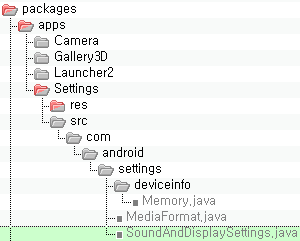 packages
apps
Camera
Gallery3D
Launcher2
Settings
res
src
com
android
settings
deviceinfo
Memory.java
MediaFormat.java
SoundAndDisplaySettings.java